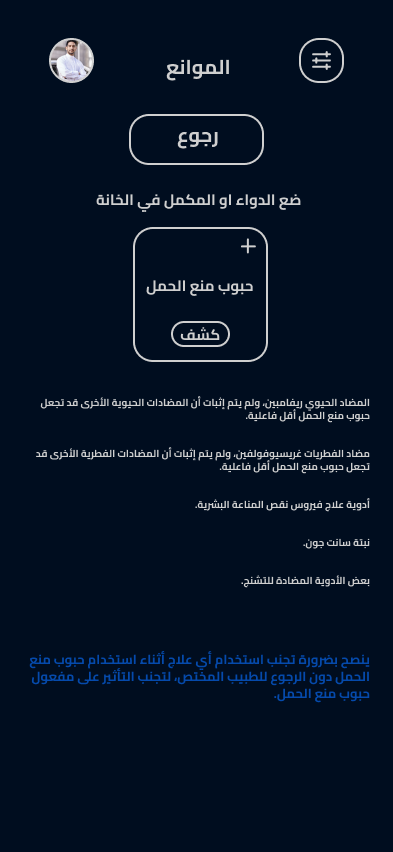 الموانع
رجوع
ضع الدواء او المكمل في الخانة
حبوب منع الحمل
كشف
المضاد الحيوي ريفامبين، ولم يتم إثبات أن المضادات الحيوية الأخرى قد تجعل
حبوب منع الحمل أقل فاعلية.
مضاد الفطريات غريسيوفولفين، ولم يتم إثبات أن المضادات الفطرية الأخرى قد
تجعل حبوب منع الحمل أقل فاعلية.
أدوية علاج فيروس نقص المناعة البشرية.
نبتة سانت جون.
بعض الأدوية المضادة للتشنج.
ينصح بضرورة تجنب استخدام أي علاج أثناء استخدام حبوب منع
الحمل دون الرجوع للطبيب المختص، لتجنب التأثير على مفعول
حبوب منع الحمل.